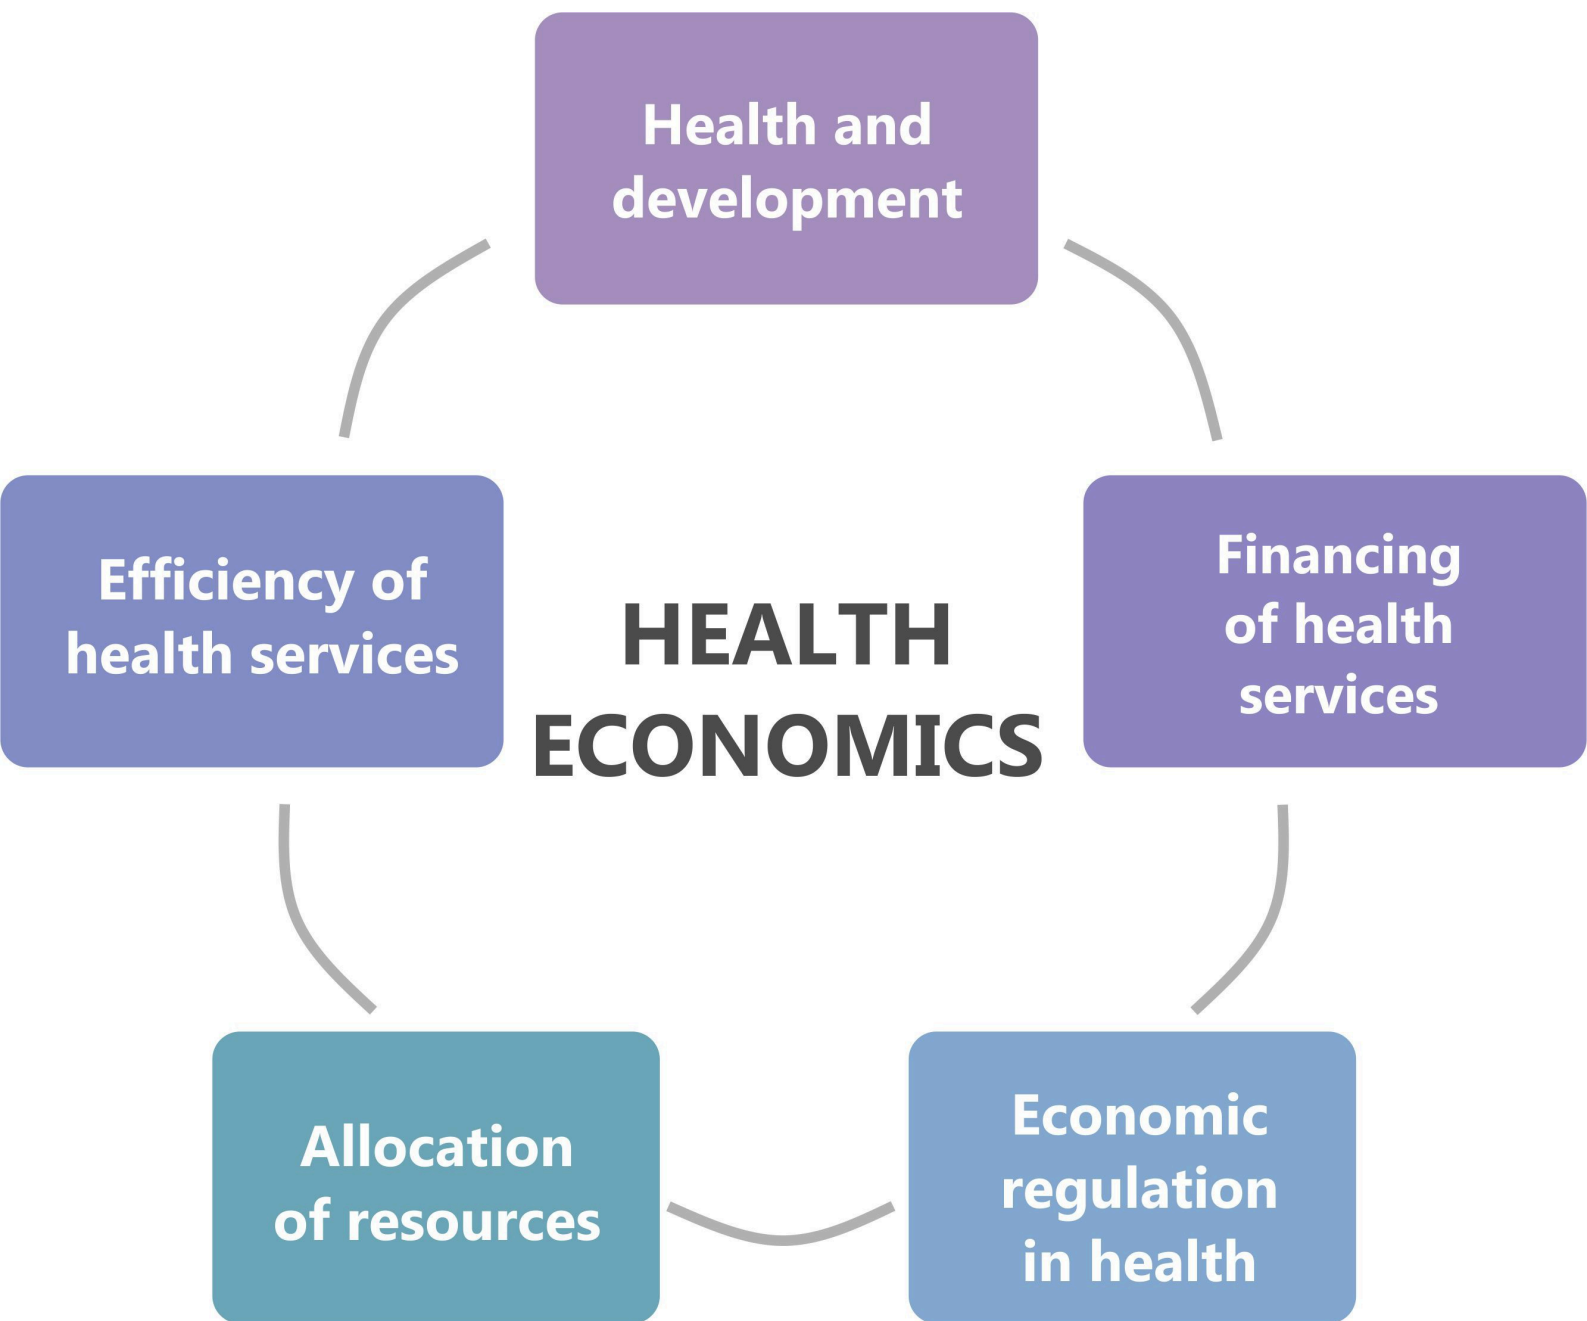 Health and
development
Efficiency of
health services
HEALTH
ECONOMICS
Financing
of health
services
Allocation
of resources
Economic
regulation
in health